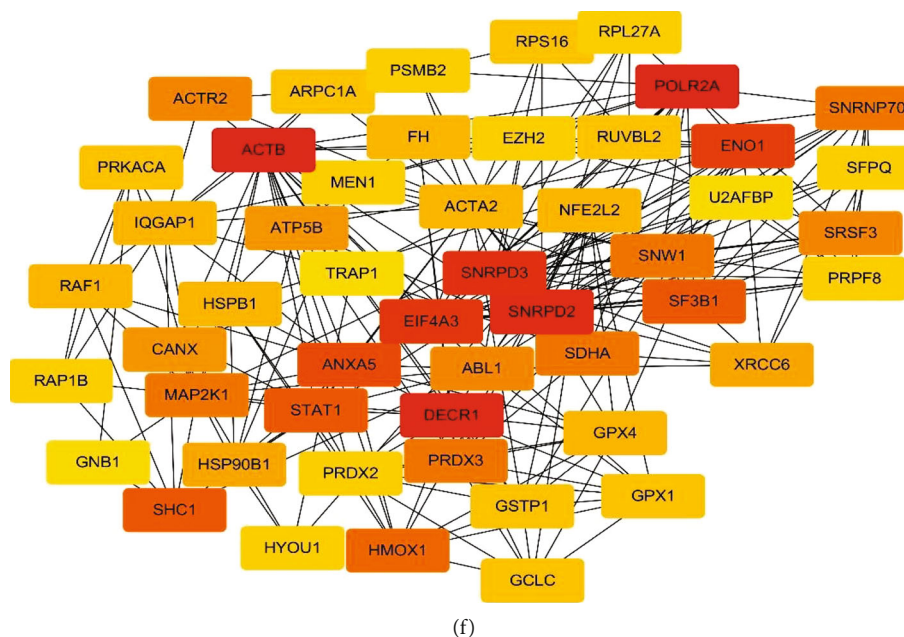 RPS16
RPL27A
PSMB2
POLR2A
ACTR2
ARPC1A
SNRNP70
ACTB
FH
EZH2
RUVBL2
ENO1
PRKACA
MEN1
SFPQ
U2AFBP
IQGAP1
ACTA2
NFE2L2
ATP5B
SRSF3
SNW1
TRAP1
SNRPD3
PRPF8
RAF1
HSPB1
SF3B1
SNRPD2
EIF4A3
CANX
SDHA
ANXA5
ABL1
XRCC6
RAP1B
MAP2K1
STAT1
DECR1
GPX4
GNB1
HSP90B1
PRDX3
PRDX2
GPX1
SHC1
GSTP1
HYOU1
HMOX1
GCLC
(f)